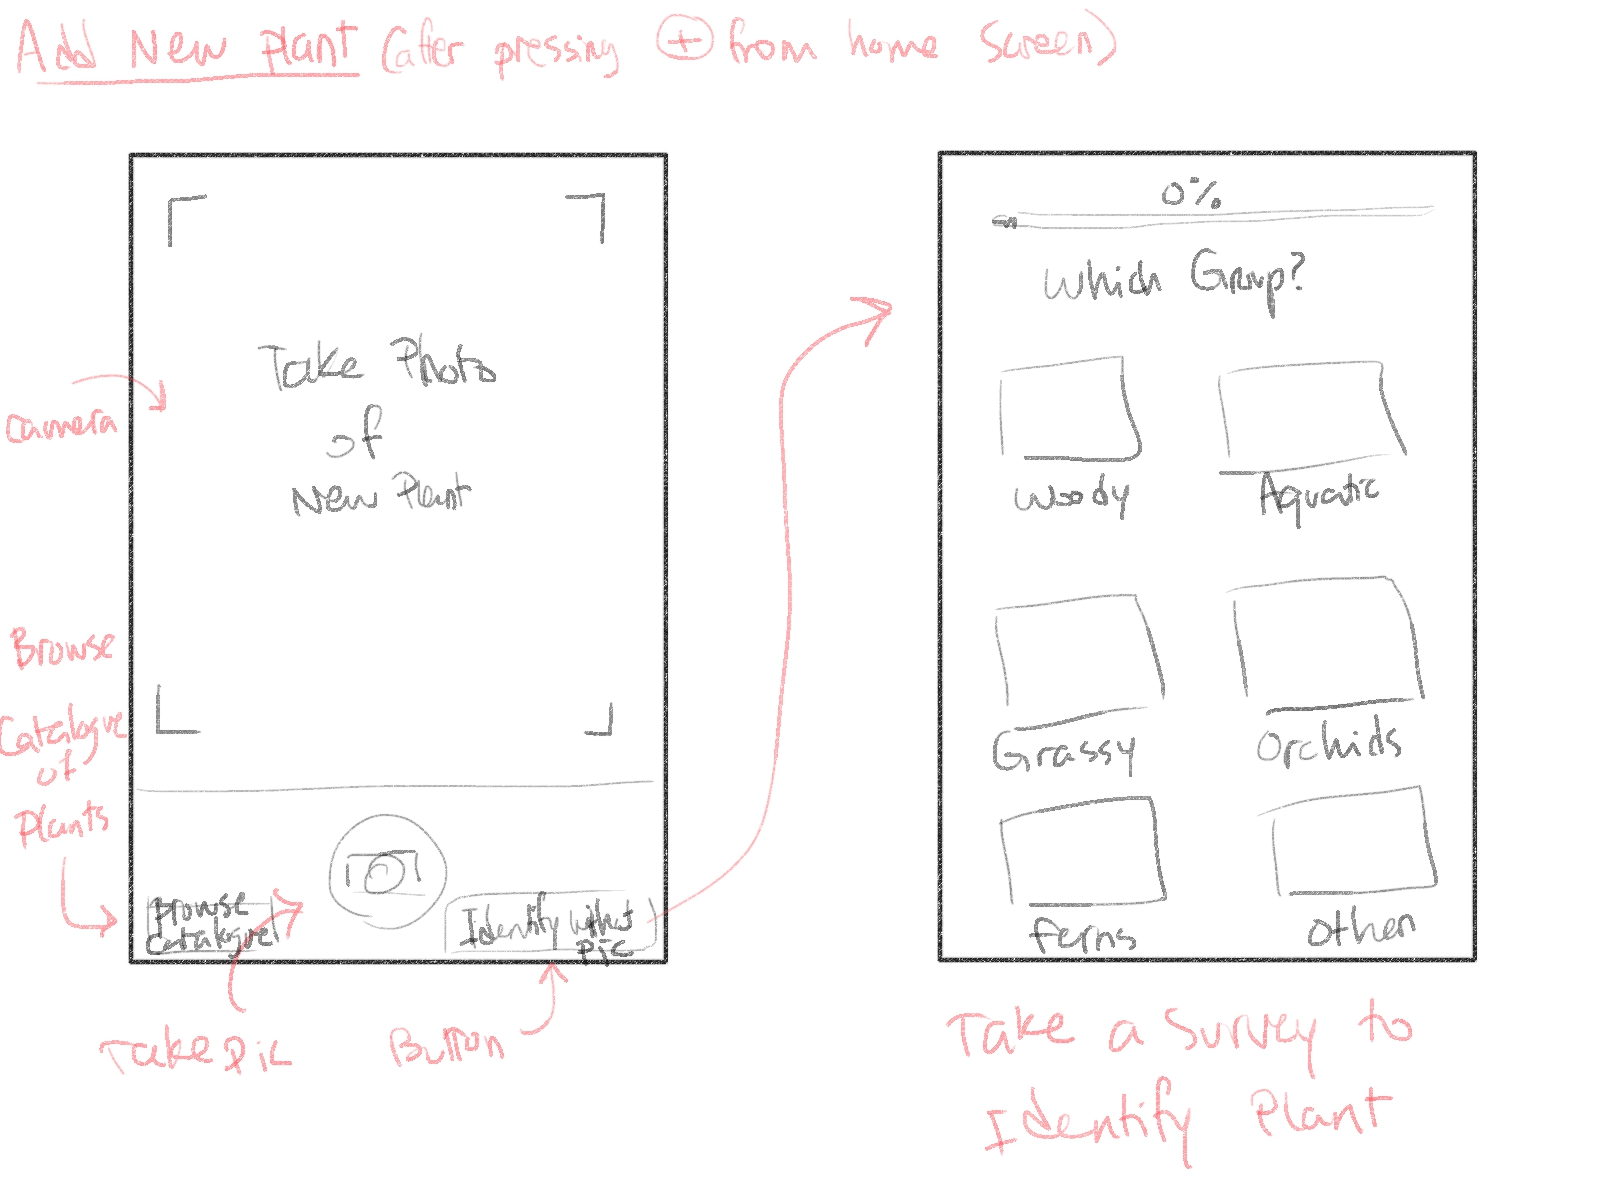 Add New plant (after pressing + from home screen)
Take Photo
of
New Plant
camera
Browse
Catalogue
of
Plants
Browse
Catalogue
Identify without
Pic
Take pic
Button
0%
Which Group?
Woody
Aquatic
Grassy
Orchids
Ferns
Other
Take a survey to
Identify Plant